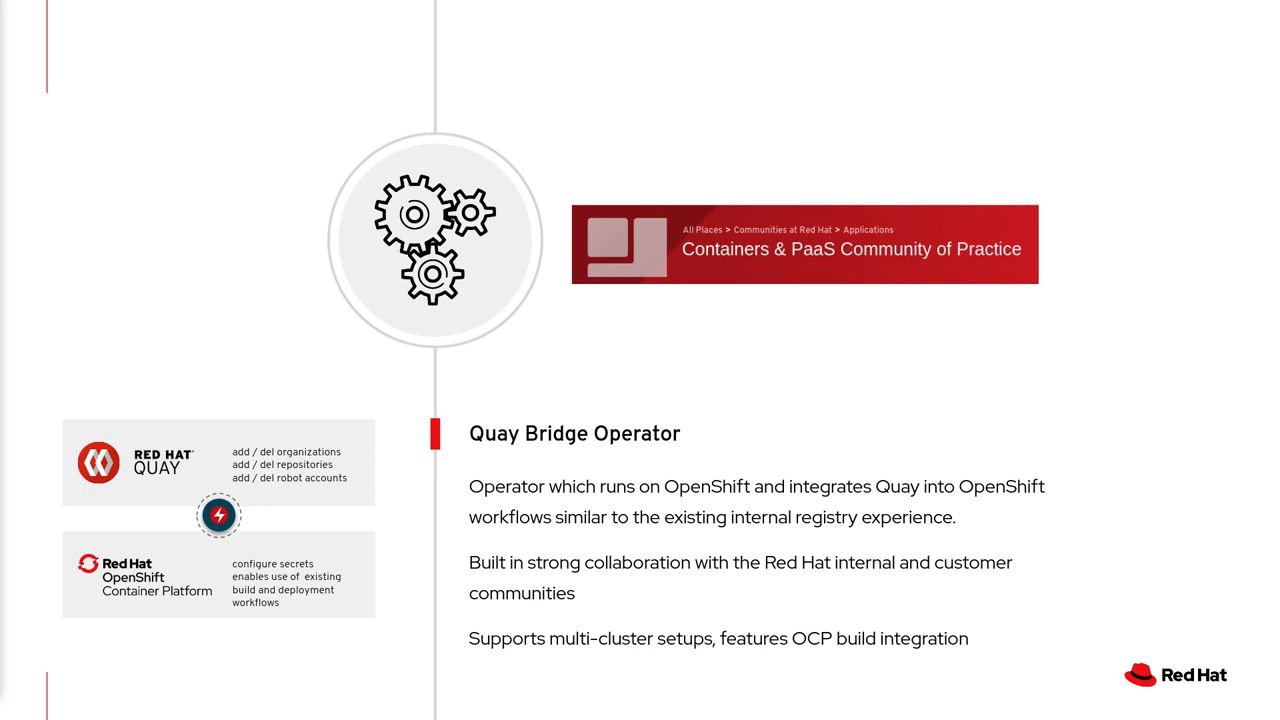 All Places > Communities at Red Hat > Applications
Containers & PaaS Community of Practice
RED HAT
QUAY
add / del organizations
add / del repositories
add / del robot accounts
Red Hat
OpenShift
Container Platform
configure secrets
enables use of existing
build and deployment
workflows
Quay Bridge Operator
Operator which runs on OpenShift and integrates Quay into OpenShift
workflows similar to the existing internal registry experience.
Built in strong collaboration with the Red Hat internal and customer
communities
Supports multi-cluster setups, features OCP build integration
Red Hat